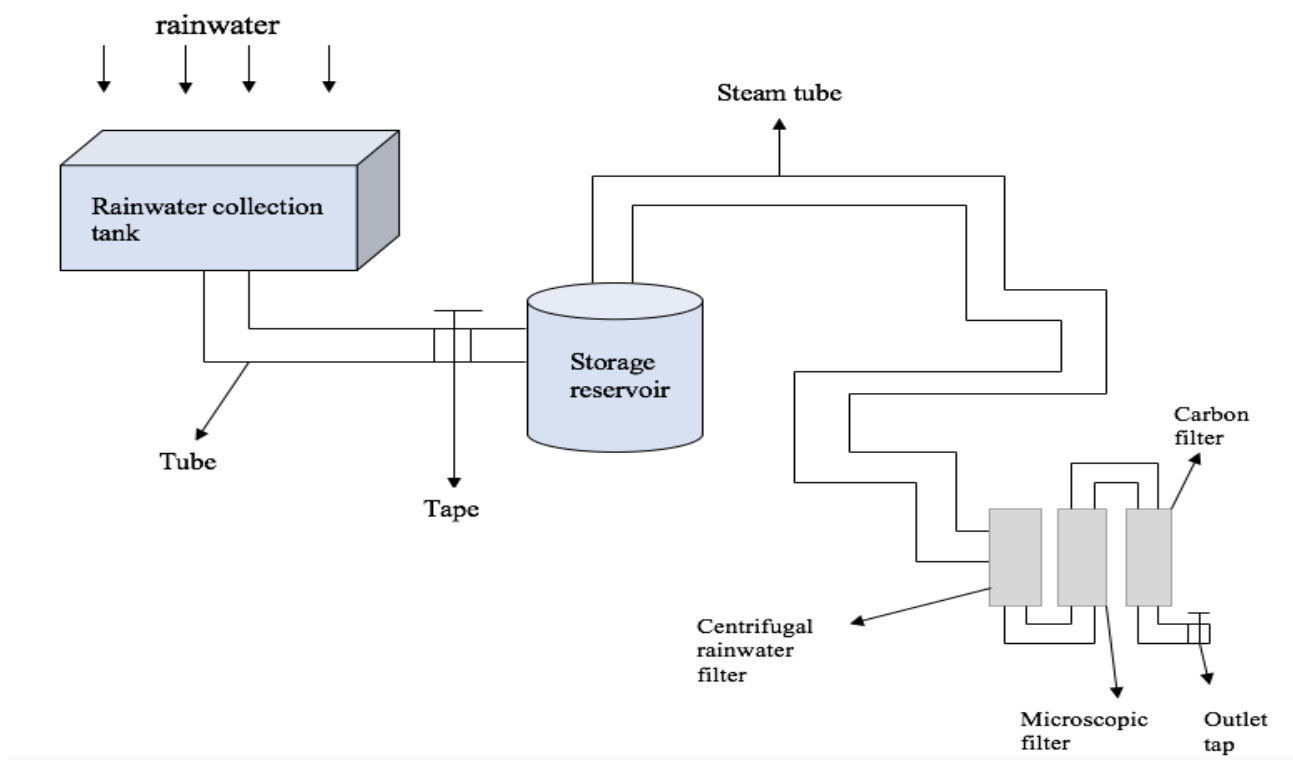 rainwater
Steam tube
Rainwater collection
tank
Storage
reservoir
Tube
Tape
Carbon
filter
Centrifugal
rainwater
filter
Microscopic
filter
Outlet
tap